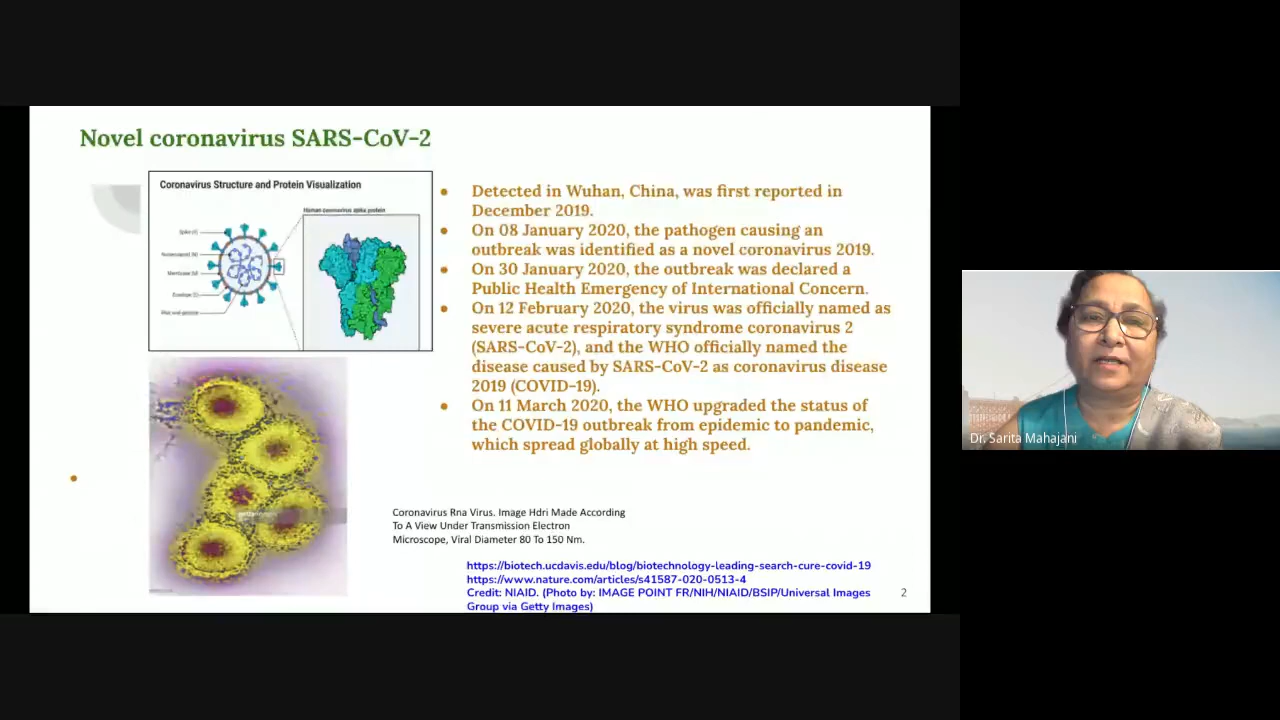 Novel coronavirus SARS-CoV-2
Coronavirus Structure and Protein Visualization
Human coronavirus spike protein
Spike (S)
Nucleocapsid (N)
Membrane (M)
Envelope (E)
• Detected in Wuhan, China, was first reported in
December 2019.
• On 08 January 2020, the pathogen causing an
outbreak was identified as a novel coronavirus 2019.
• On 30 January 2020, the outbreak was declared a
Public Health Emergency of International Concern.
• On 12 February 2020, the virus was officially named as
severe acute respiratory syndrome coronavirus 2
(SARS-CoV-2), and the WHO officially named the
disease caused by SARS-CoV-2 as coronavirus disease
2019 (COVID-19).
• On 11 March 2020, the WHO upgraded the status of
the COVID-19 outbreak from epidemic to pandemic,
which spread globally at high speed.
Coronavirus Rna Virus. Image Hdri Made According
To A View Under Transmission Electron
Microscope, Viral Diameter 80 To 150 Nm.
https://biotech.ucdavis.edu/blog/biotechnology-leading-search-cure-covid-19
https://www.nature.com/articles/s41587-020-0513-4
Credit: NIAID. (Photo by: IMAGE POINT FR/NIH/NIAID/BSIP/Universal Images
Group via Getty Images)
2
Dr. Sarita Mahajani